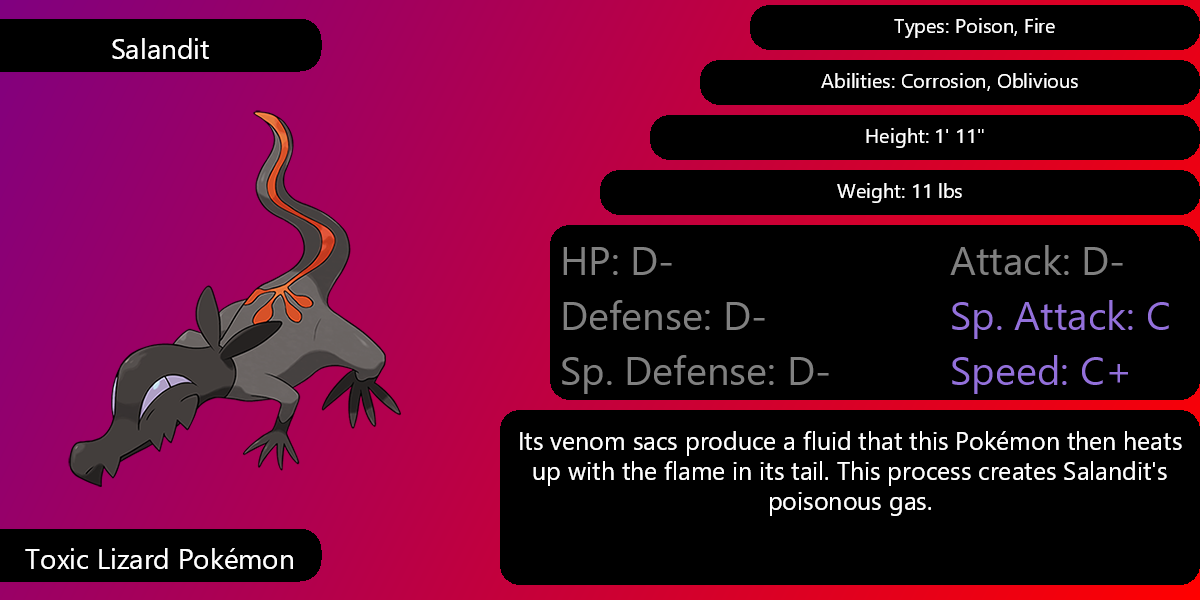 Salandit
Types: Poison, Fire
Abilities: Corrosion, Oblivious
Height: 1' 11"
Weight: 11 lbs
HP: D-
Attack: D-
Defense: D-
Sp. Attack: C
Sp. Defense: D-
Speed: C+
Its venom sacs produce a fluid that this Pokémon then heats
up with the flame in its tail. This process creates Salandit's
poisonous gas.
Toxic Lizard Pokémon